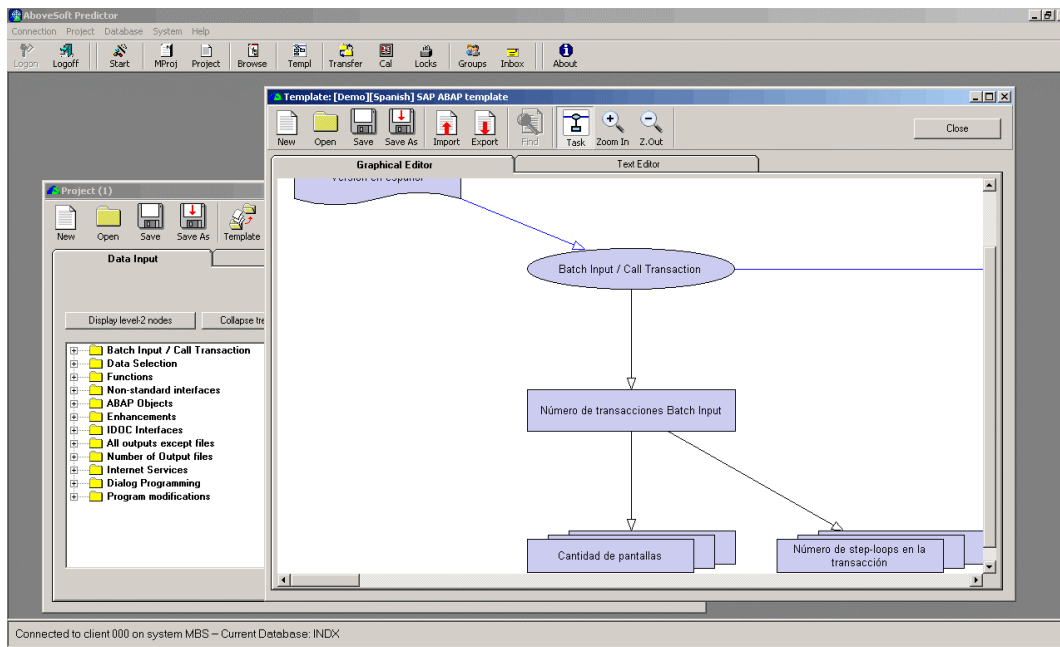 AboveSoft Predictor
Connection Project Database System Help
Logon Logoff Start MProj Project Browse Templ Transfer Cal Locks Groups Inbox About
Template: [Demo][Spanish] SAP ABAP template
New Open Save Save As Import Export Find Task Zoom In Z.Out Close
Graphical Editor Text Editor
Versión en español
Batch Input / Call Transaction
Número de transacciones Batch Input
Cantidad de pantallas
Número de step-loops en la
transacción
Project (1)
New Open Save Save As Template
Data Input
Display level-2 nodes Collapse tre
Batch Input / Call Transaction
Data Selection
Functions
Non-standard interfaces
ABAP Objects
Enhancements
IDOC Interfaces
All outputs except files
Number of Output files
Internet Services
Dialog Programming
Program modifications
Connected to client 000 on system MBS – Current Database: INDX